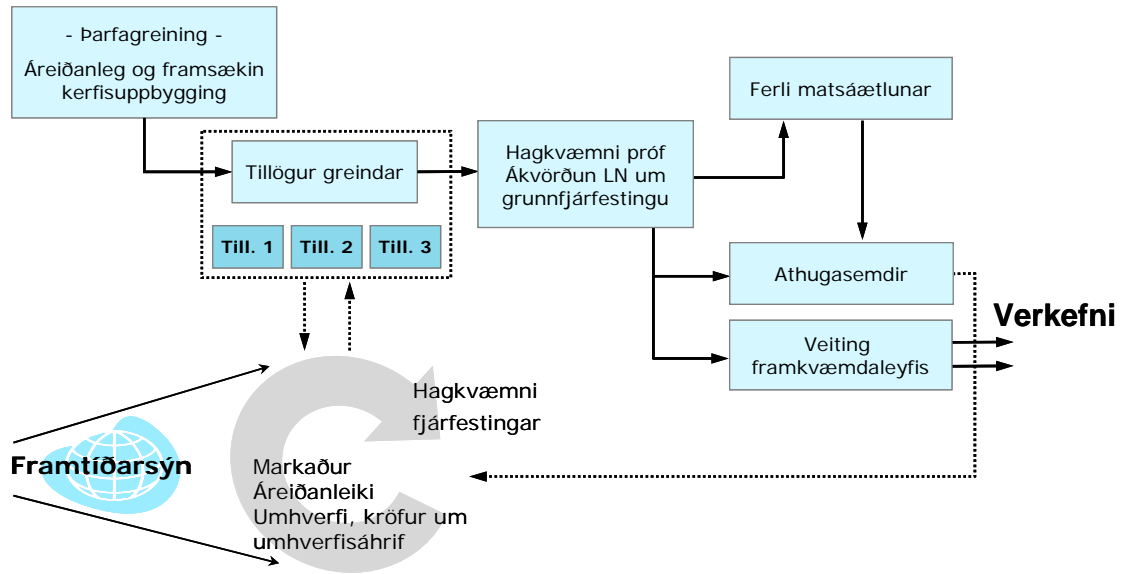 - Þarfagreining -
Áreiðanleg og framsækin
kerfisuppbygging
Ferli matsáætlunar
Tillögur greindar
Hagkvæmni próf
Ákvörðun LN um
grunnfjárfestingu
Till. 1
Till. 2
Till. 3
Athugasemdir
Verkefni
Veiting
framkvæmdaleyfis
Hagkvæmni
fjárfestingar
Framtíðarsýn
Markaður
Áreiðanleiki
Umhverfi, kröfur um
umhverfisáhrif